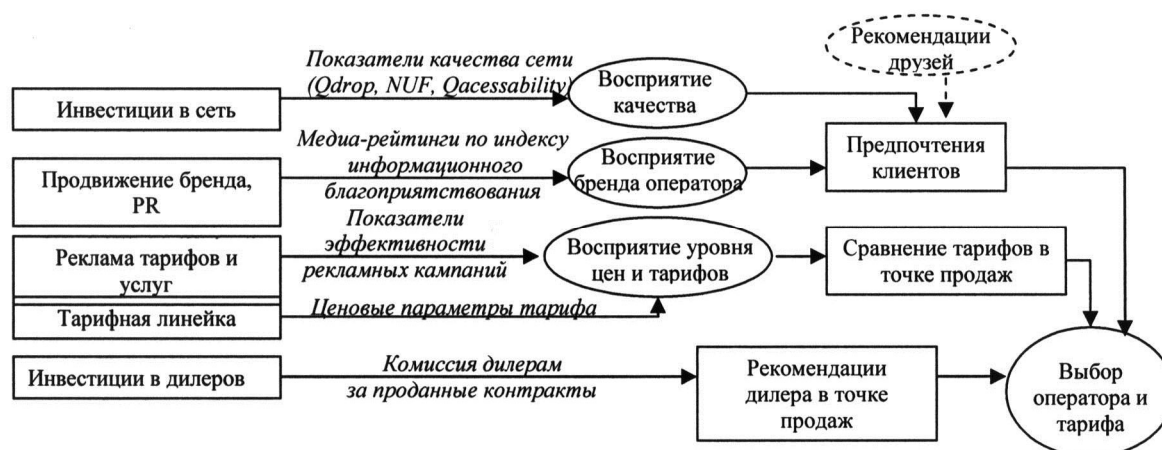 Рекомендации
друзей
Показатели качества сети
(Qdrop, NUF, Qacessability)
Восприятие
качества
Инвестиции в сеть
Медиа-рейтинги по индексу
информационного
благоприятствования
Восприятие
бренда оператора
Предпочтения
клиентов
Продвижение бренда,
PR
Показатели
эффективности
рекламных кампаний
Восприятие уровня
цен и тарифов
Сравнение тарифов в
точке продаж
Реклама тарифов и
услуг
Тарифная линейка
Ценовые параметры тарифа
Инвестиции в дилеров
Комиссия дилерам
за проданные контракты
Рекомендации
дилера в точке
продаж
Выбор
оператора и
тарифа